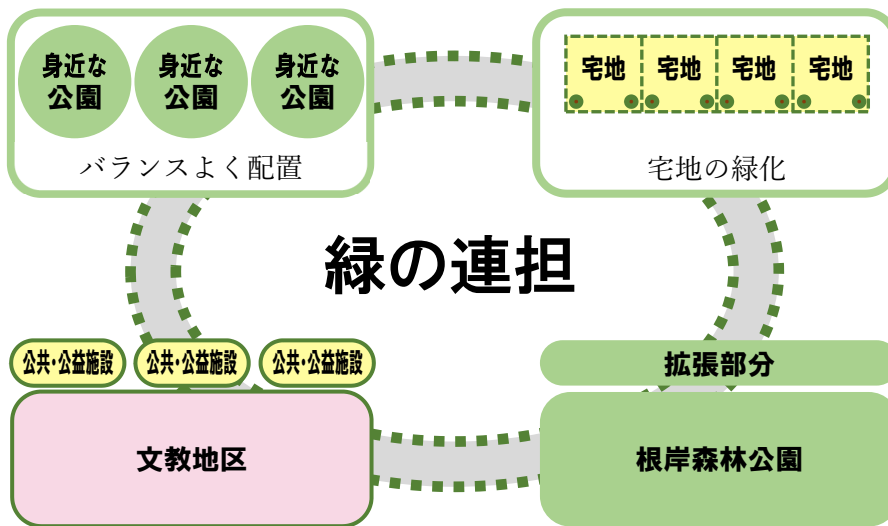 身近な
公園
身近な
公園
身近な
公園
バランスよく配置
宅地
宅地
宅地
宅地
宅地の緑化
緑の連担
公共・公益施設
公共・公益施設
公共・公益施設
文教地区
拡張部分
根岸森林公園